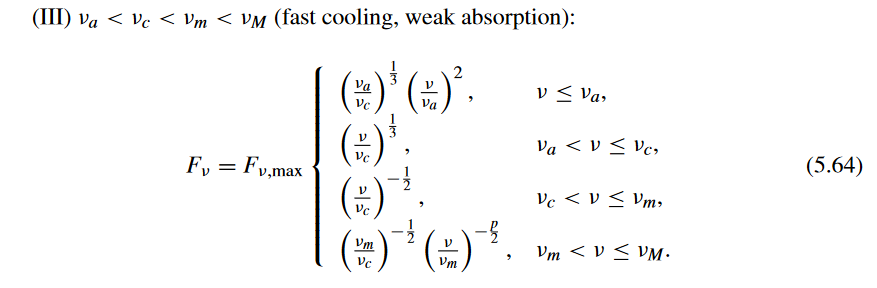 (III) ν_a < ν_c < ν_m < ν_M (fast cooling, weak absorption):
F_ν = F_{ν,max} { (ν_a/ν_c)^{1/3} (ν/ν_a)^2, ν ≤ ν_a,
(ν/ν_c)^{1/3}, ν_a < ν ≤ ν_c,
(ν/ν_c)^{-1/2}, ν_c < ν ≤ ν_m,
(ν_m/ν_c)^{-1/2} (ν/ν_m)^{-p/2}, ν_m < ν ≤ ν_M. (5.64)